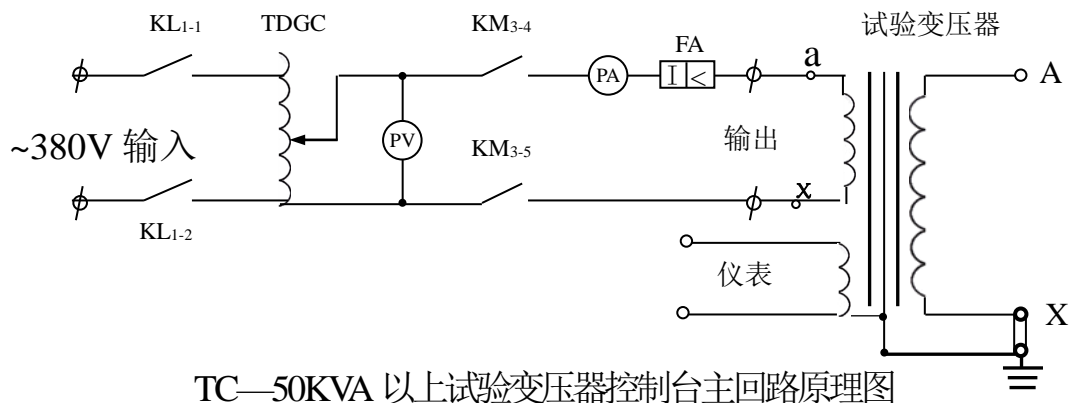 KL1-1 TDGC KM3-4 FA 试验变压器
PA I < a A
~380V 输入 PV KM3-5 输出
x
KL1-2
仪表 X
TC—50KVA 以上试验变压器控制台主回路原理图